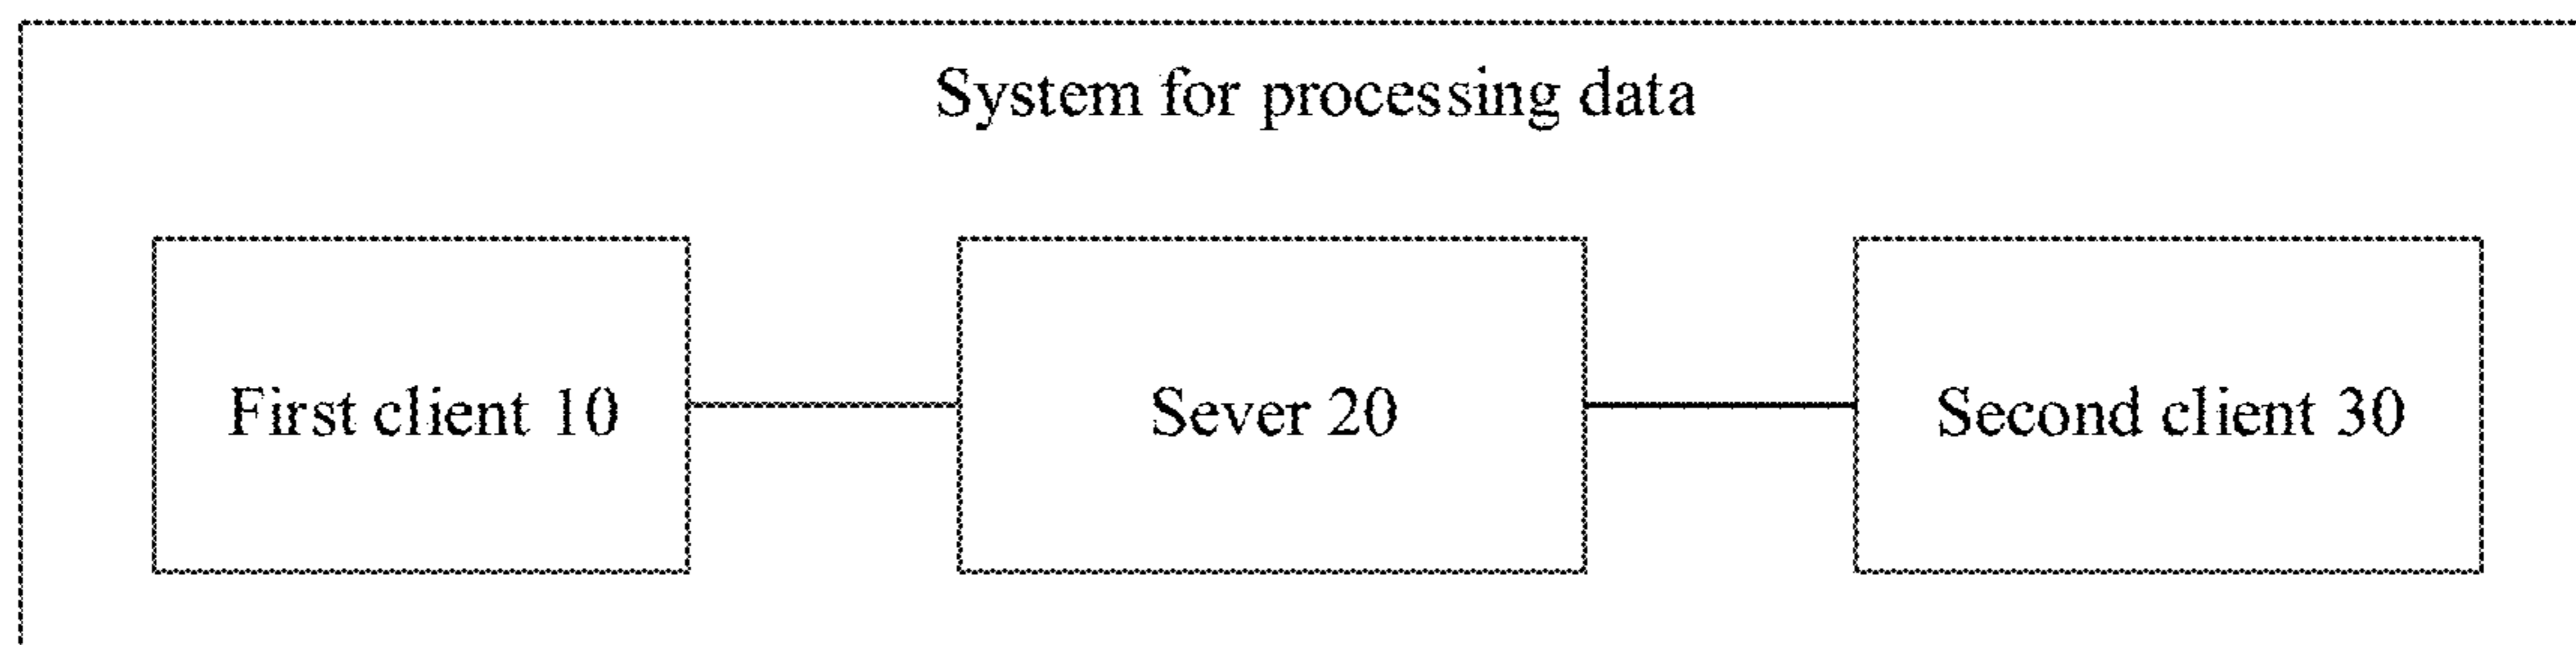 System for processing data
First client 10
Sever 20
Second client 30